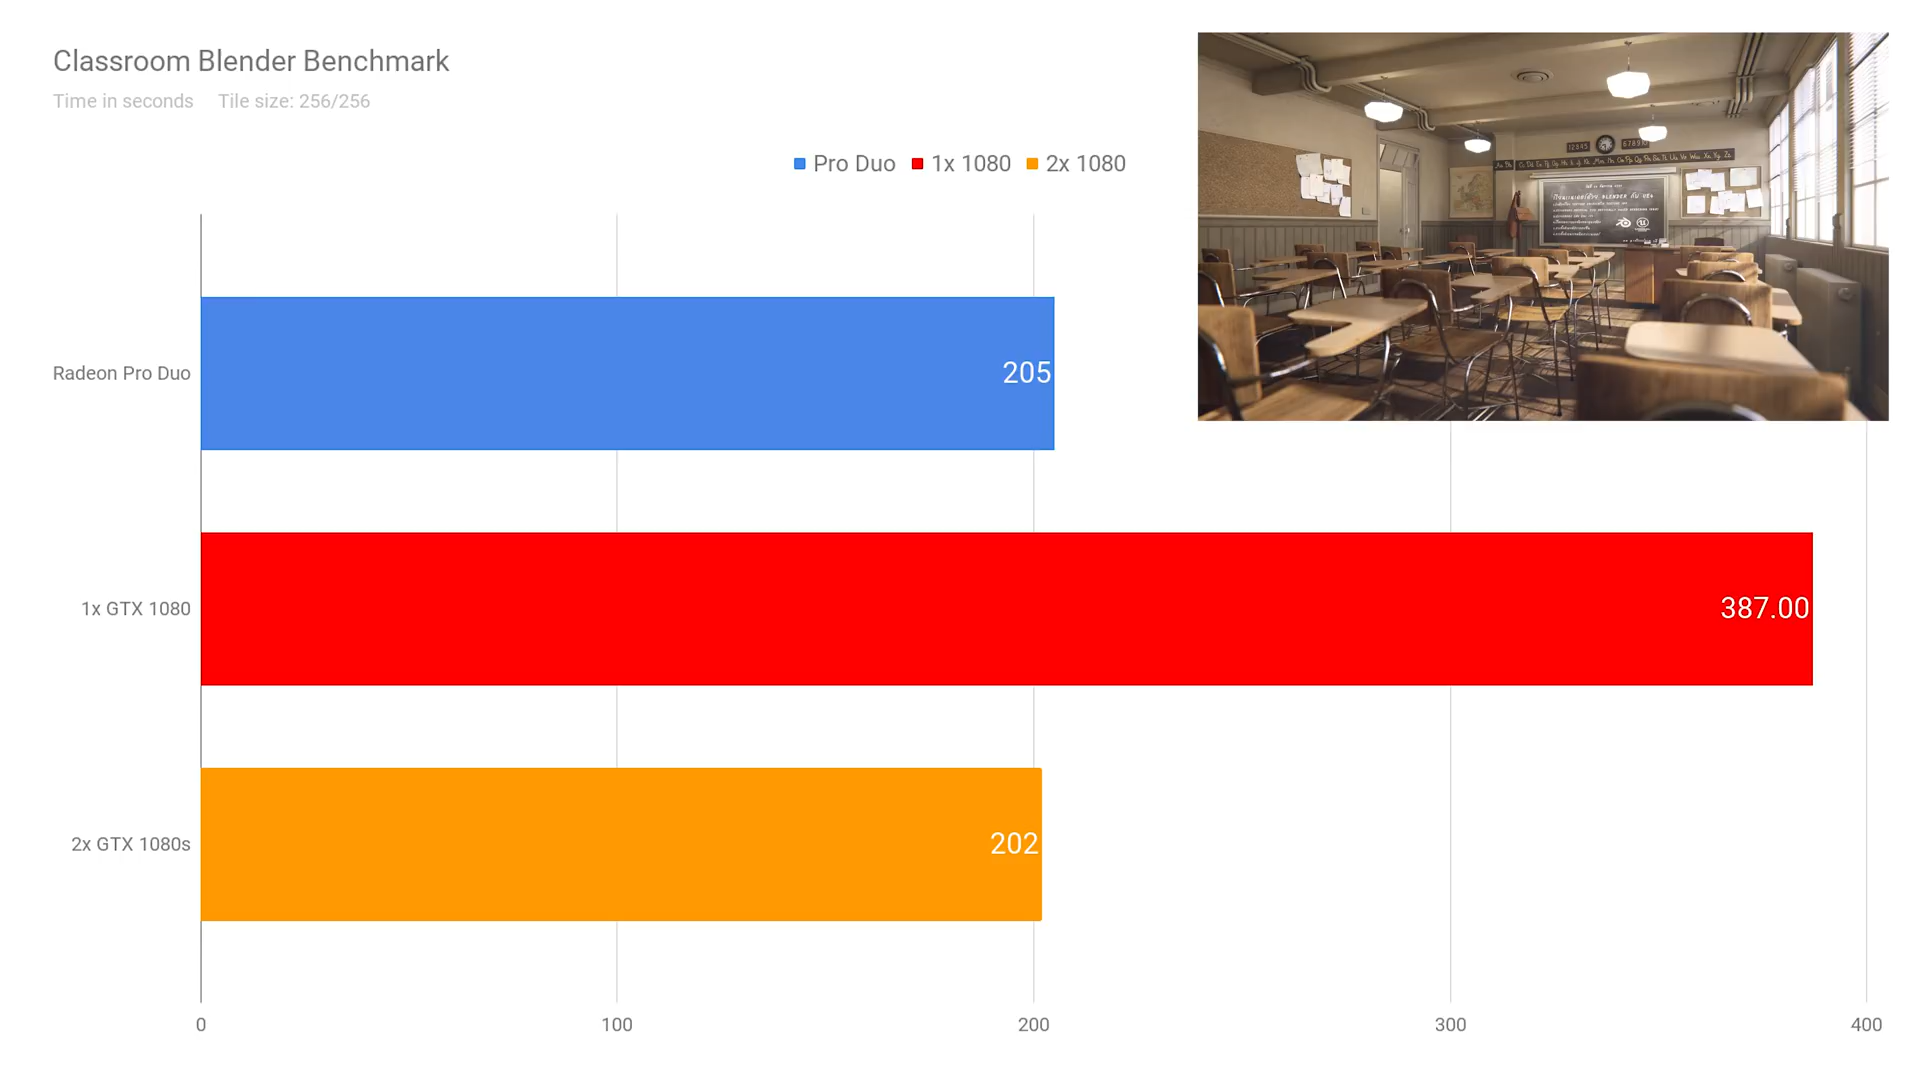 Classroom Blender Benchmark
Time in seconds Tile size: 256/256
Pro Duo 1x 1080 2x 1080
Radeon Pro Duo
205
1x GTX 1080
387.00
2x GTX 1080s
202
0 100 200 300 400